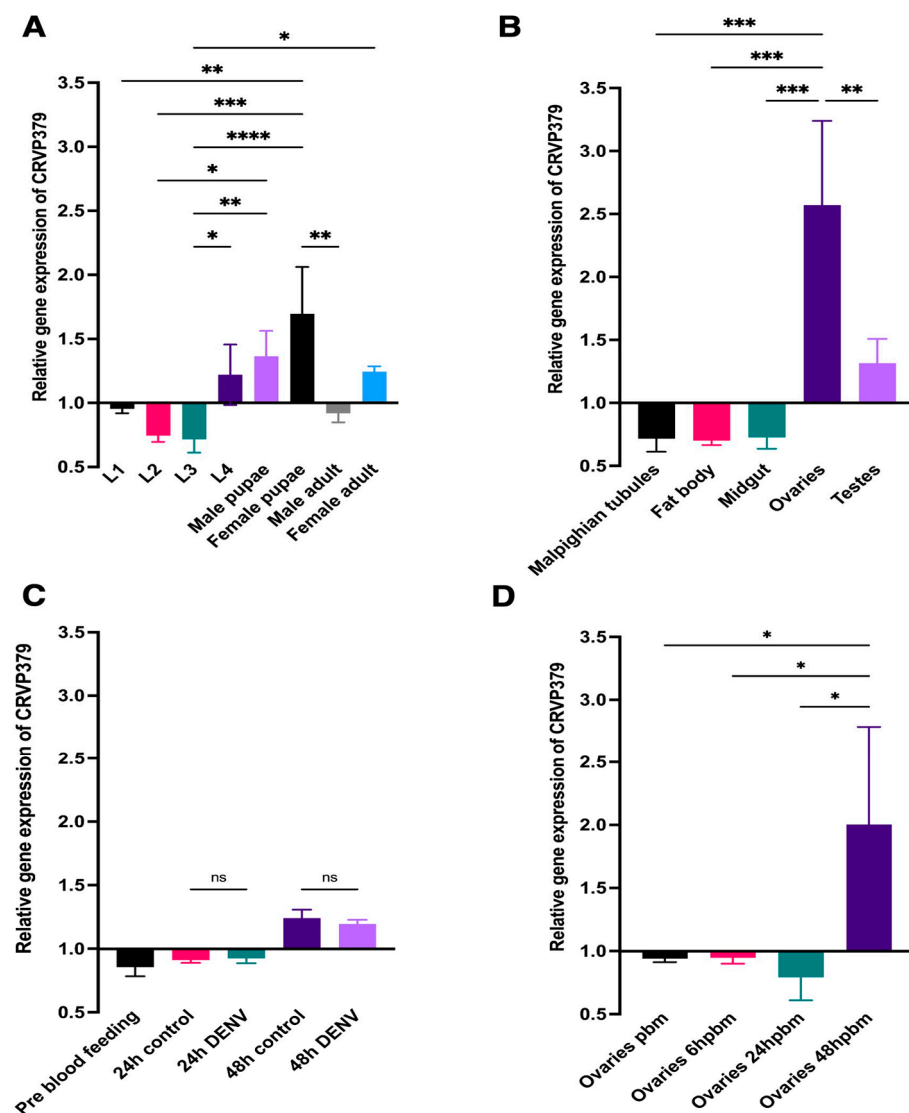 A
*
**
***
****
*
**
*
**
Relative gene expression of CRVP379
3.5
3.0
2.5
2.0
1.5
1.0
0.5
L1
L2
L3
L4
Male pupae
Female pupae
Male adult
Female adult
B
***
***
***
**
Relative gene expression of CRVP379
3.5
3.0
2.5
2.0
1.5
1.0
0.5
Malpighian tubules
Fat body
Midgut
Ovaries
Testes
C
Relative gene expression of CRVP379
3.5
3.0
2.5
2.0
1.5
1.0
0.5
ns
ns
Pre blood feeding
24h control
24h DENV
48h control
48h DENV
D
*
*
*
Relative gene expression of CRVP379
3.5
3.0
2.5
2.0
1.5
1.0
0.5
Ovaries pbm
Ovaries 6hpbm
Ovaries 24hpbm
Ovaries 48hpbm